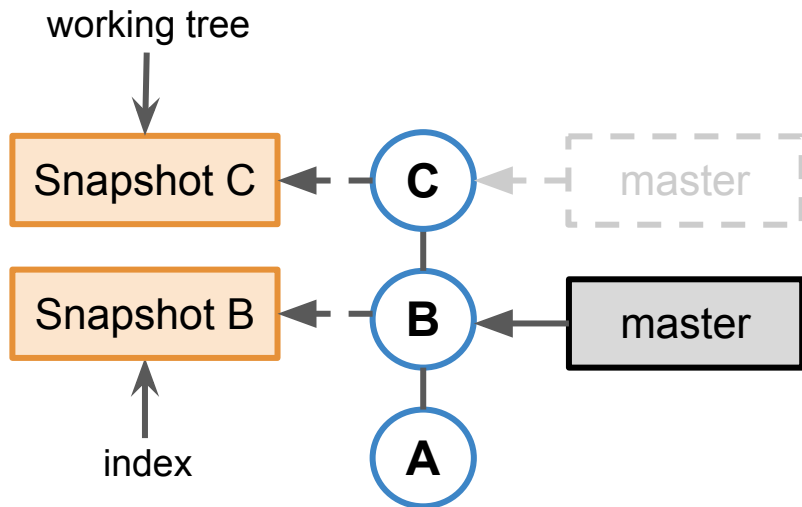 working tree
Snapshot C
C
master
Snapshot B
B
master
index
A